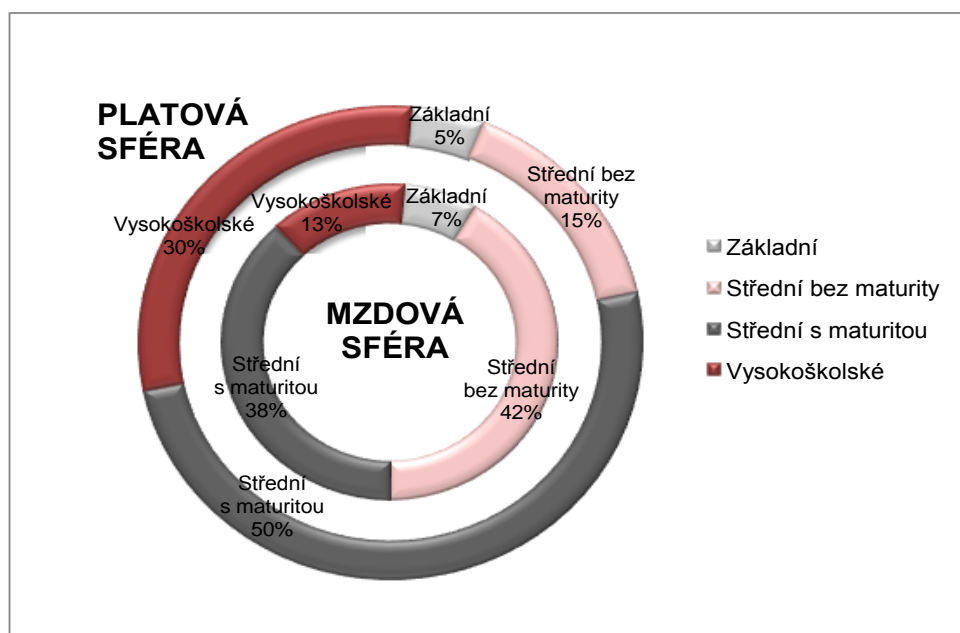 PLATOVÁ
SFÉRA
Základní
5%
Střední bez
maturity
15%
Vysokoškolské
30%
Vysokoškolské
13%
Základní
7%
MZDOVÁ
SFÉRA
Střední
s maturitou
38%
Střední
bez maturity
42%
Střední
s maturitou
50%
Základní
Střední bez maturity
Střední s maturitou
Vysokoškolské